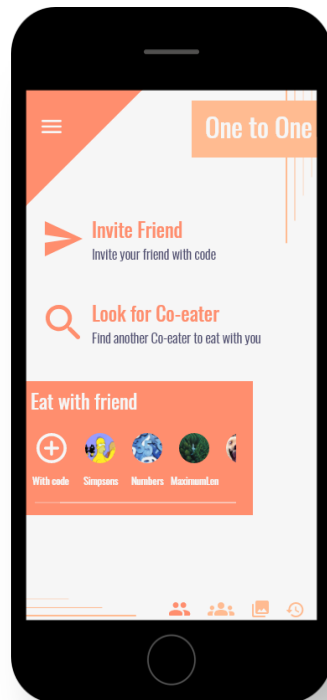 One to One
Invite Friend
Invite your friend with code
Look for Co-eater
Find another Co-eater to eat with you
Eat with friend
With code Simpsons Numbers MaximumLen